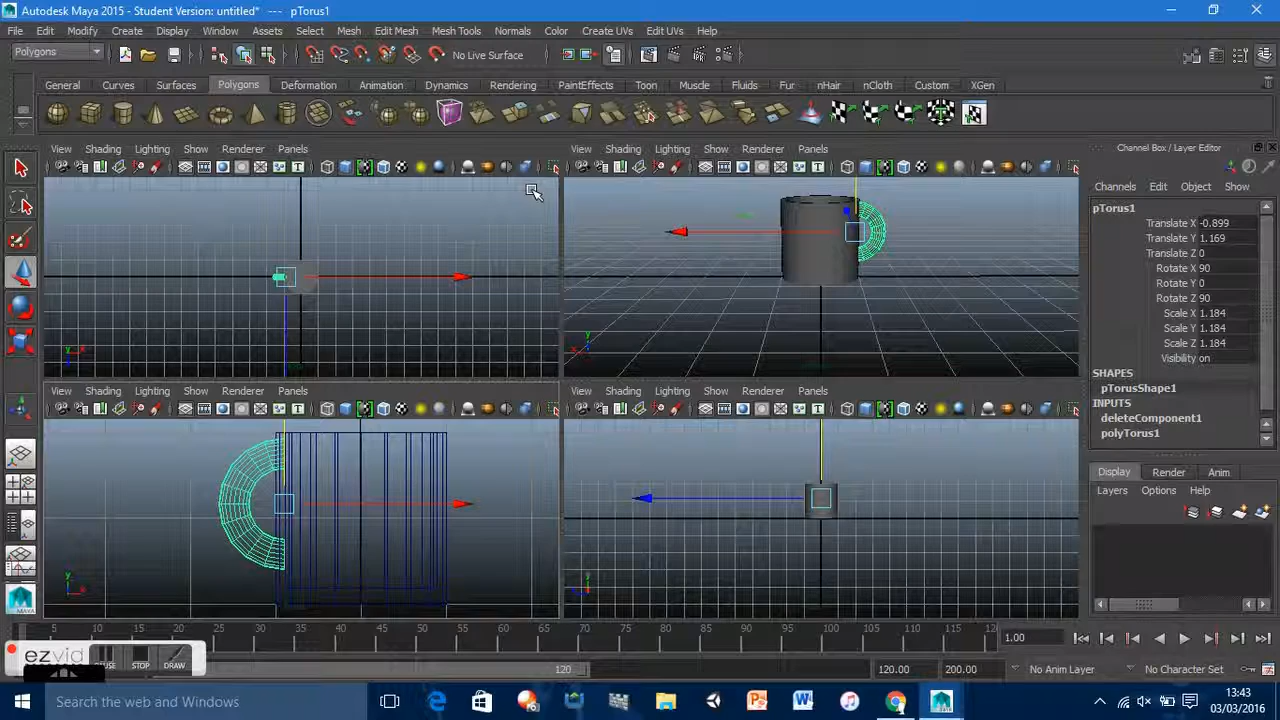 Autodesk Maya 2015 - Student Version: untitled*   ---   pTorus1
File Edit Modify Create Display Window Assets Select Mesh Edit Mesh Mesh Tools Normals Color Create UVs Edit UVs Help
Polygons No Live Surface
General Curves Surfaces Polygons Deformation Animation Dynamics Rendering PaintEffects Toon Muscle Fluids Fur nHair nCloth Custom XGen
View Shading Lighting Show Renderer Panels
View Shading Lighting Show Renderer Panels
Channel Box / Layer Editor
Channels Edit Object Show
pTorus1
Translate X -0.899
Translate Y 1.169
Translate Z 0
Rotate X 90
Rotate Y 0
Rotate Z 90
Scale X 1.184
Scale Y 1.184
Scale Z 1.184
Visibility on
SHAPES
pTorusShape1
INPUTS
deleteComponent1
polyTorus1
View Shading Lighting Show Renderer Panels
View Shading Lighting Show Renderer Panels
Display Render Anim
Layers Options Help
5 10 15 20 25 30 35 40 45 50 55 60 65 70 75 80 85 90 95 100 105 110 115 12
1.00
ezvid
STOP DRAW
120 120.00 200.00 No Anim Layer No Character Set
Search the web and Windows
13:43
03/03/2016